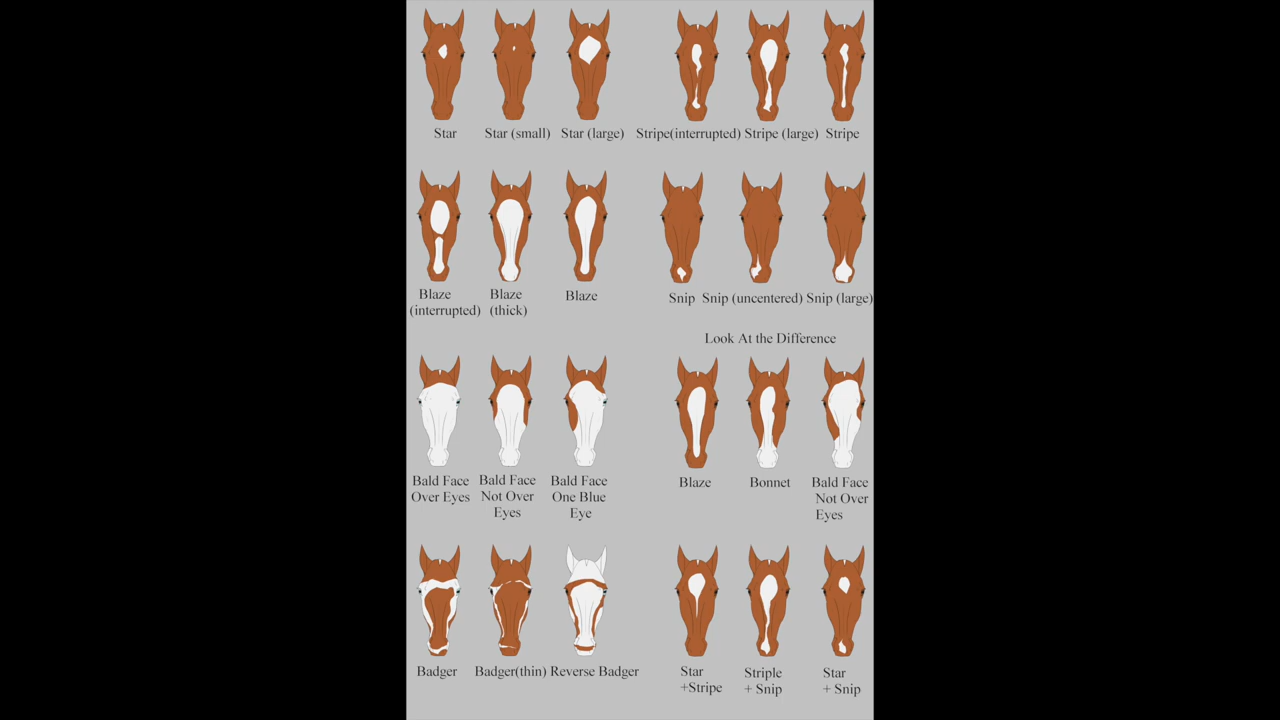 Star
Star (small)
Star (large)
Stripe(interrupted)
Stripe (large)
Stripe
Blaze
(interrupted)
Blaze
(thick)
Blaze
Snip
Snip (uncentered)
Snip (large)
Look At the Difference
Bald Face
Over Eyes
Bald Face
Not Over
Eyes
Bald Face
One Blue
Eye
Blaze
Bonnet
Bald Face
Not Over
Eyes
Badger
Badger(thin)
Reverse Badger
Star
+Stripe
Striple
+ Snip
Star
+ Snip